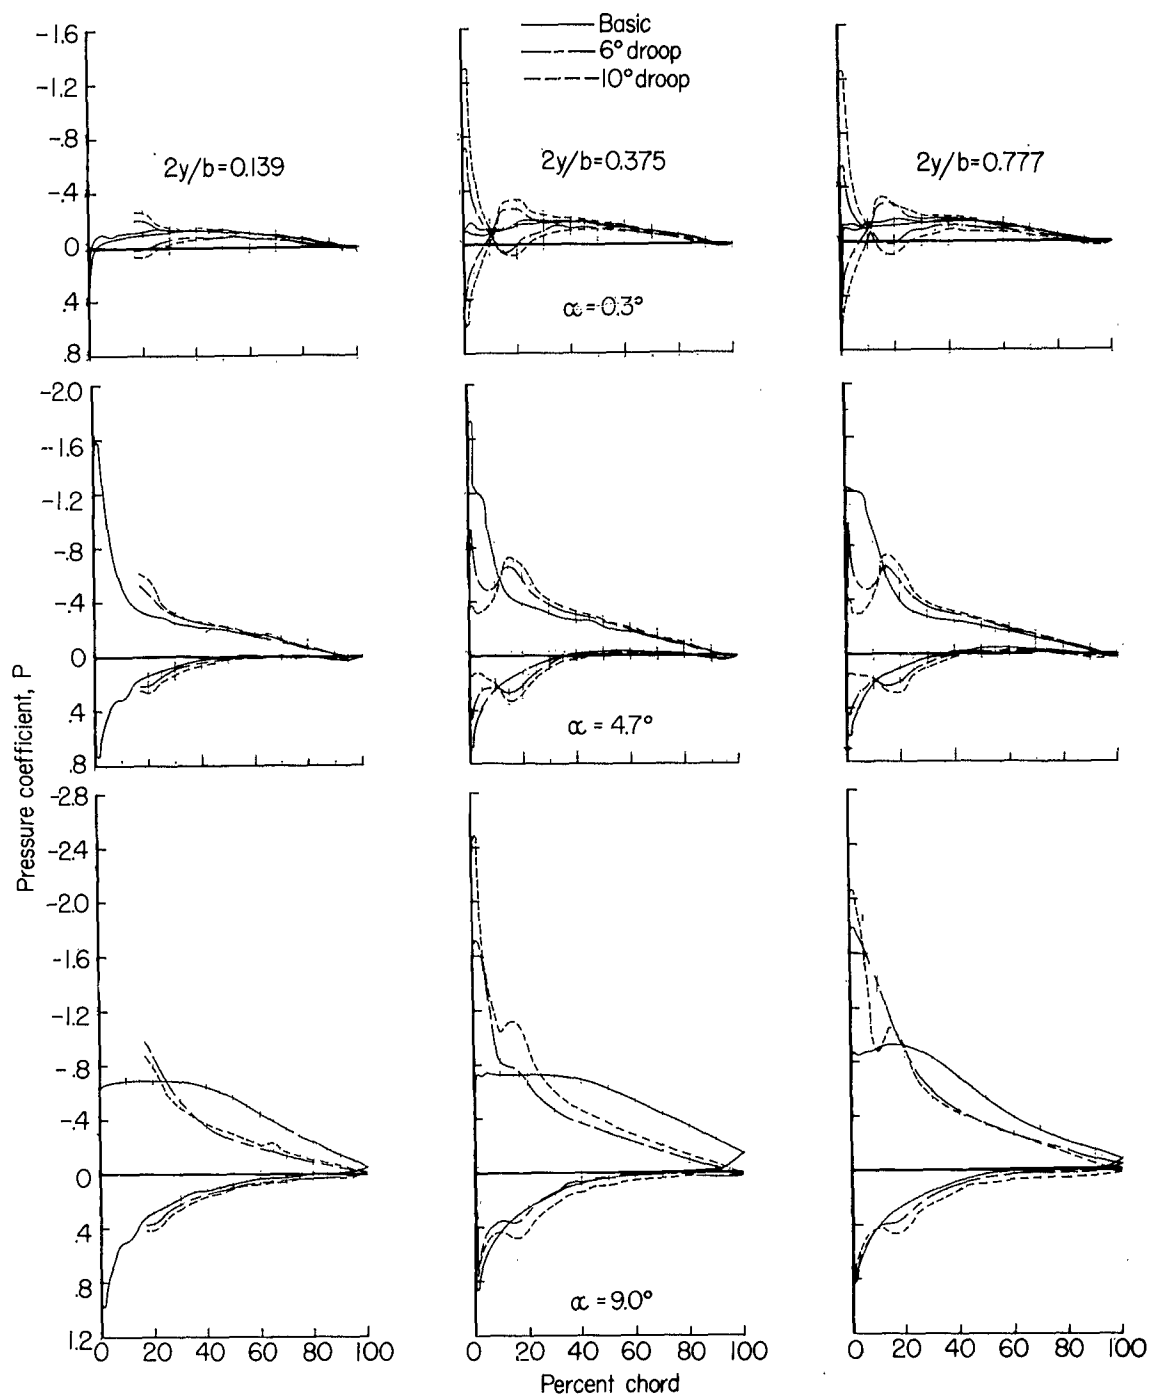 Basic
6° droop
10° droop
-1.6
-1.2
-.8
-.4
0
.4
.8
2y/b=0.139
2y/b=0.375
2y/b=0.777
α=0.3°
-2.0
-1.6
-1.2
-.8
-.4
0
.4
.8
α = 4.7°
Pressure coefficient, P
-2.8
-2.4
-2.0
-1.6
-1.2
-.8
-.4
0
.4
.8
1.2
α = 9.0°
0 20 40 60 80 100
0 20 40 60 80 100
0 20 40 60 80 100
Percent chord